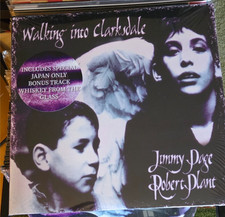 Walking into Clarksdale
INCLUDES SPECIAL
JAPAN ONLY
BONUS TRACK
WHISKEY FROM THE
GLASS
Jimmy Page
Robert Plant